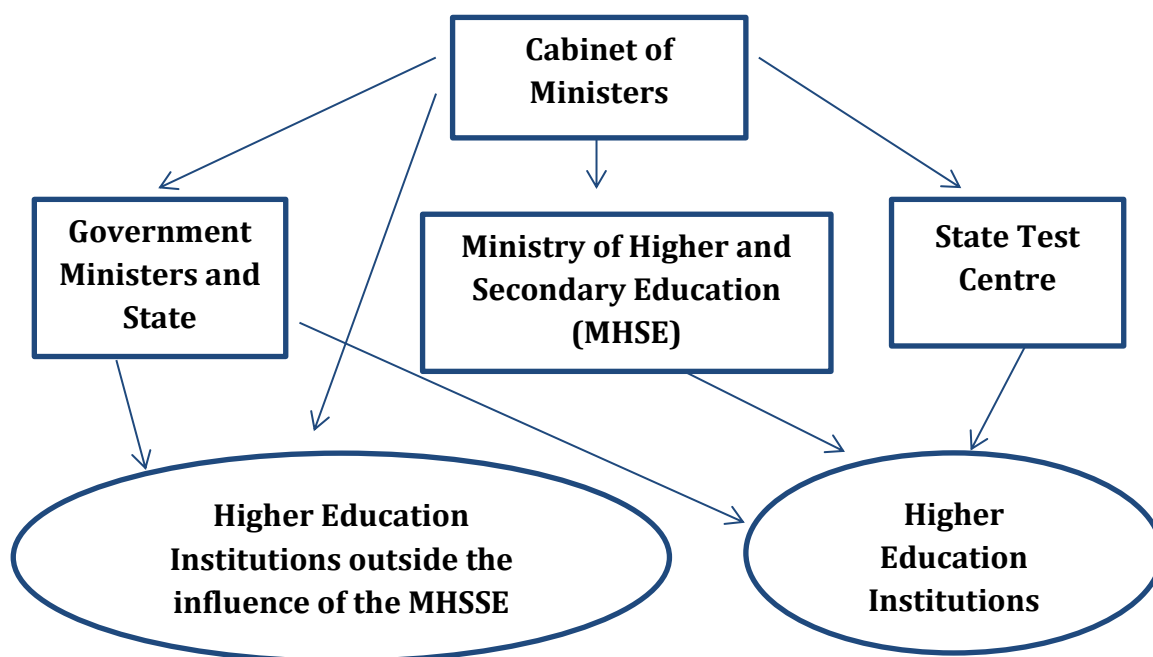 Cabinet of
Ministers
Government
Ministers and
State
Ministry of Higher and
Secondary Education
(MHSE)
State Test
Centre
Higher Education
Institutions outside the
influence of the MHSSE
Higher
Education
Institutions